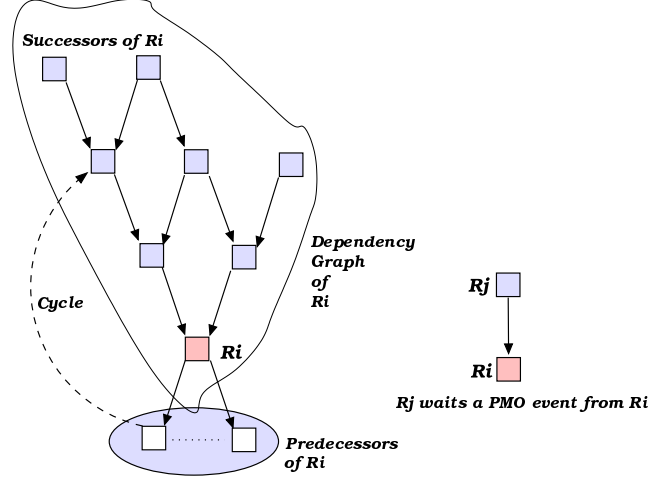 Successors of Ri
Dependency
Graph
of
Ri
Cycle
Ri
Predecessors
of Ri
Rj
Ri
Rj waits a PMO event from Ri